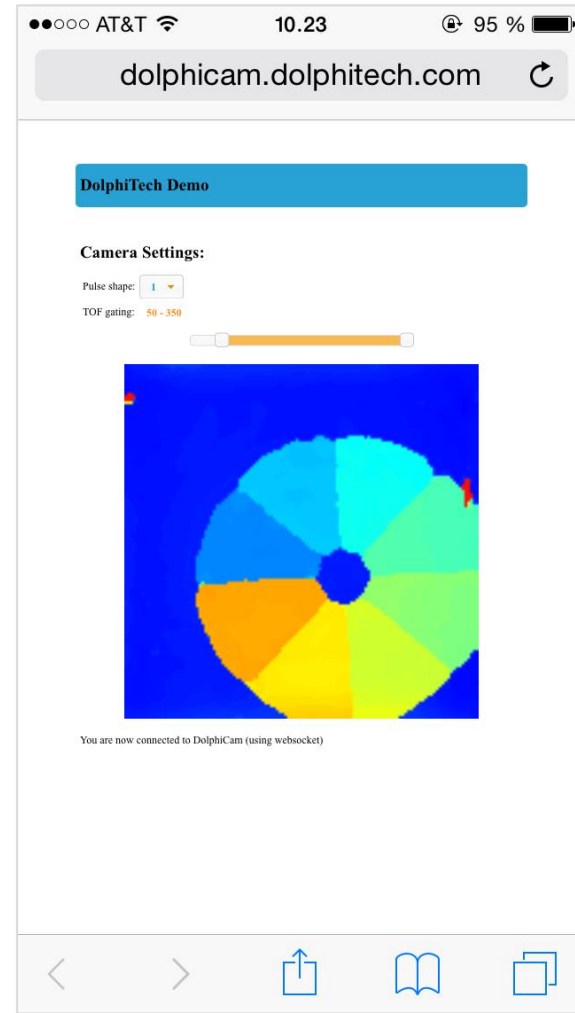 AT&T 10.23 95 %
dolphicam.dolphitech.com
DolphiTech Demo
Camera Settings:
Pulse shape: 1
TOF gating: 50 - 350
You are now connected to DolphiCam (using websocket)